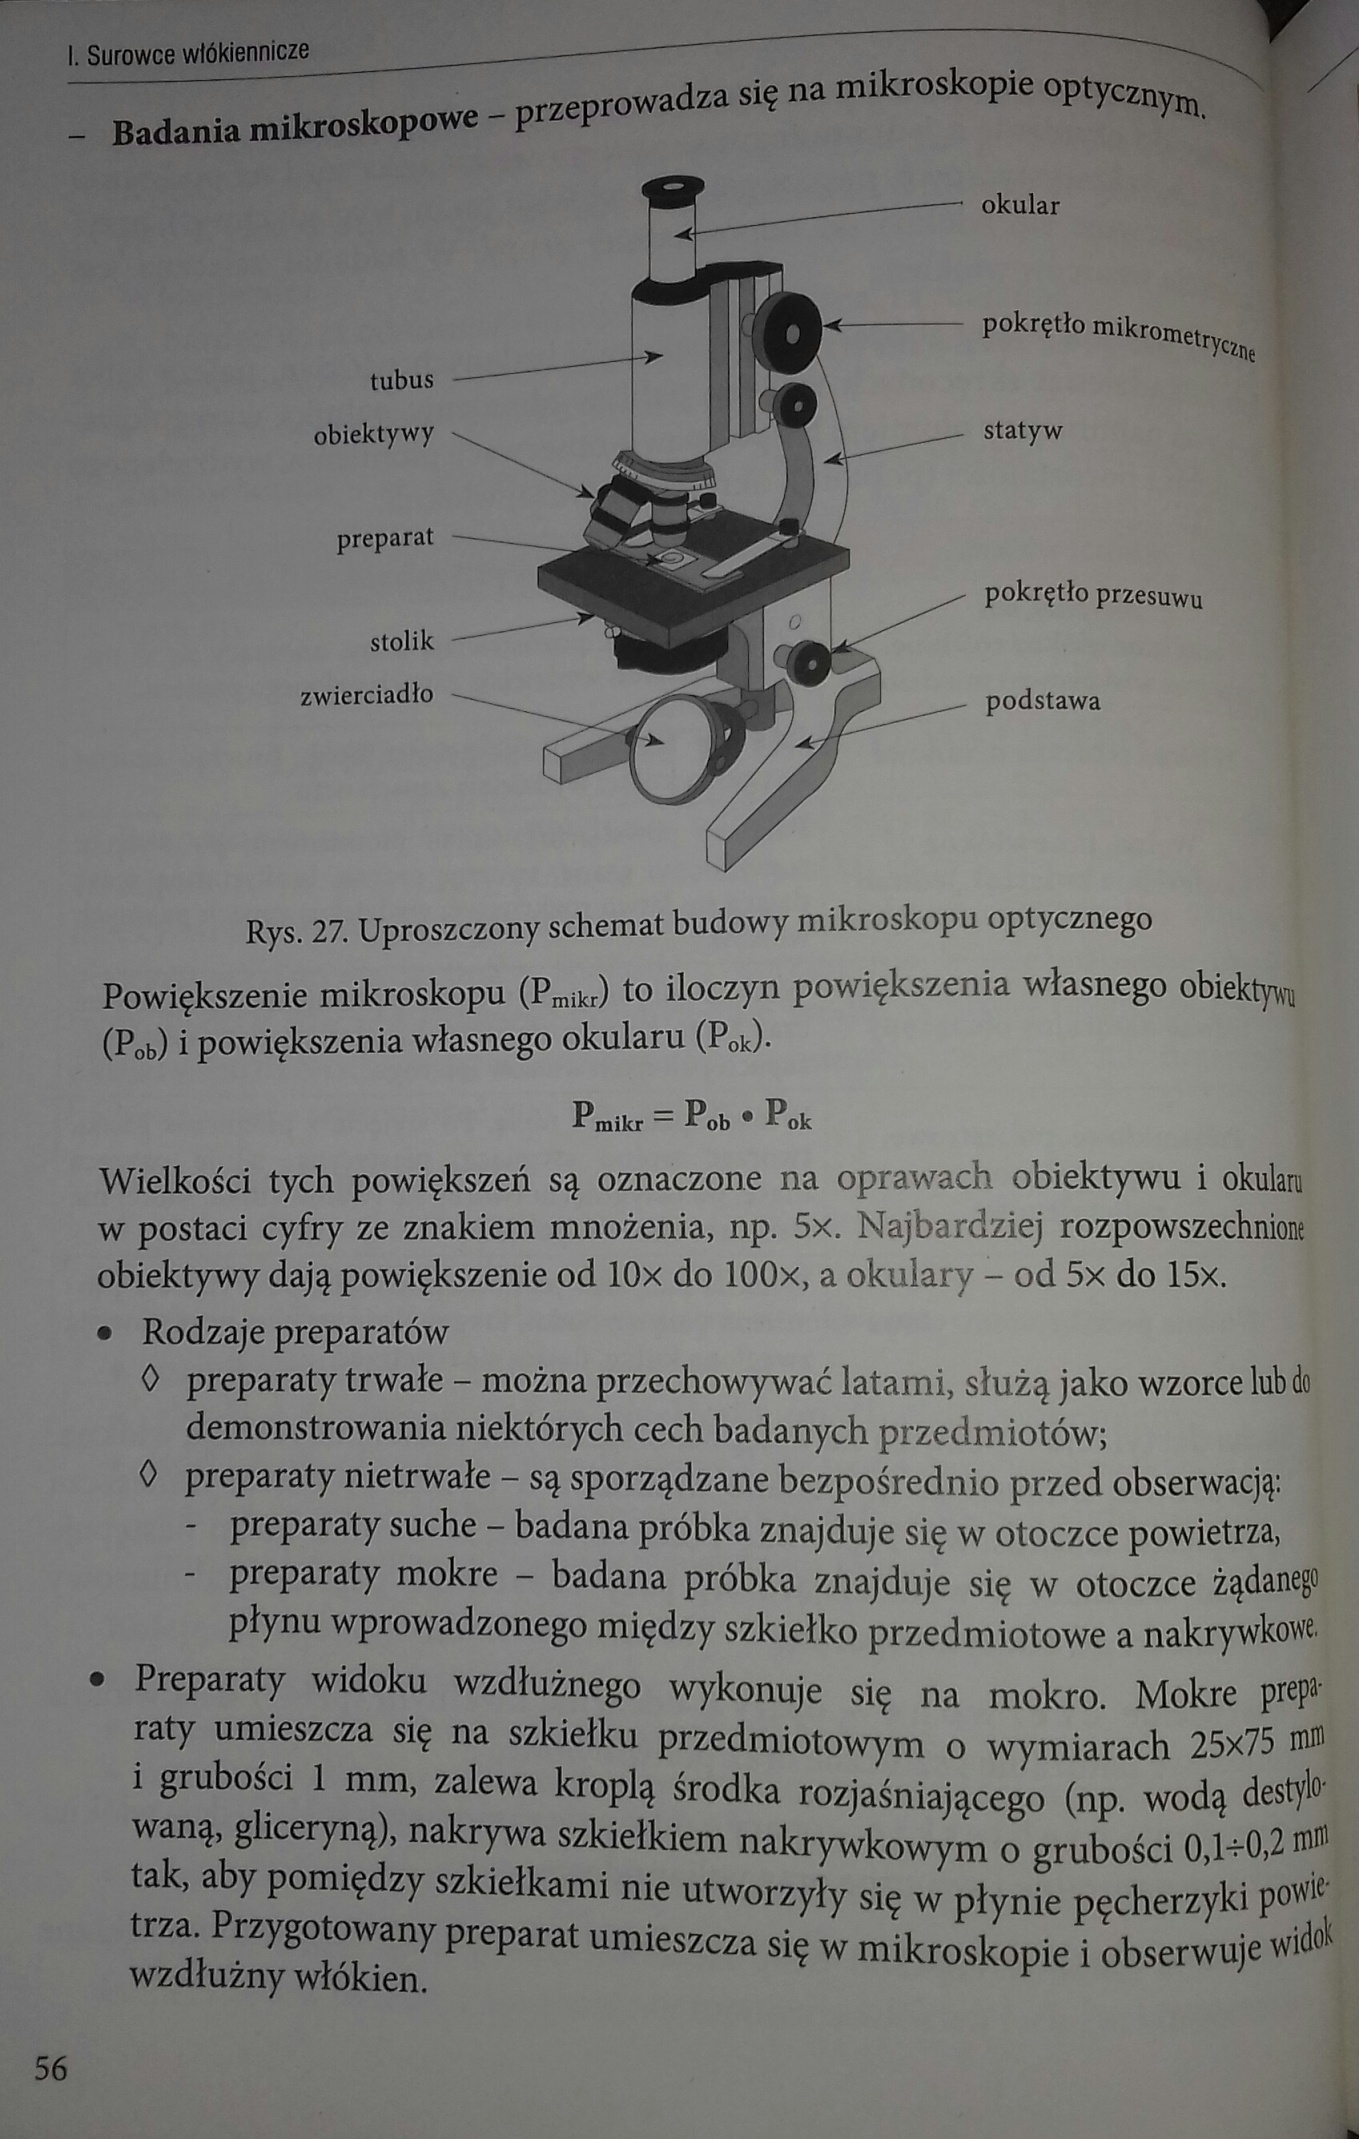 I. Surowce włókiennicze
– Badania mikroskopowe – przeprowadza się na mikroskopie optycznym.
okular
pokrętło mikrometryczne
tubus
obiektywy
statyw
preparat
pokrętło przesuwu
stolik
zwierciadło
podstawa
Rys. 27. Uproszczony schemat budowy mikroskopu optycznego
Powiększenie mikroskopu (Pmikr) to iloczyn powiększenia własnego obiektywu
(Pob) i powiększenia własnego okularu (Pok).
Pmikr = Pob • Pok
Wielkości tych powiększeń są oznaczone na oprawach obiektywu i okularu
w postaci cyfry ze znakiem mnożenia, np. 5x. Najbardziej rozpowszechnione
obiektywy dają powiększenie od 10x do 100x, a okulary – od 5x do 15x.
• Rodzaje preparatów
◊ preparaty trwałe – można przechowywać latami, służą jako wzorce lub do
demonstrowania niektórych cech badanych przedmiotów;
◊ preparaty nietrwałe – są sporządzane bezpośrednio przed obserwacją:
- preparaty suche – badana próbka znajduje się w otoczce powietrza,
- preparaty mokre – badana próbka znajduje się w otoczce żądanego
płynu wprowadzonego między szkiełko przedmiotowe a nakrywkowe.
• Preparaty widoku wzdłużnego wykonuje się na mokro. Mokre prepa-
raty umieszcza się na szkiełku przedmiotowym o wymiarach 25x75 mm
i grubości 1 mm, zalewa kroplą środka rozjaśniającego (np. wodą destylo-
waną, gliceryną), nakrywa szkiełkiem nakrywkowym o grubości 0,1÷0,2 mm
tak, aby pomiędzy szkiełkami nie utworzyły się w płynie pęcherzyki powie-
trza. Przygotowany preparat umieszcza się w mikroskopie i obserwuje widok
wzdłużny włókien.
56